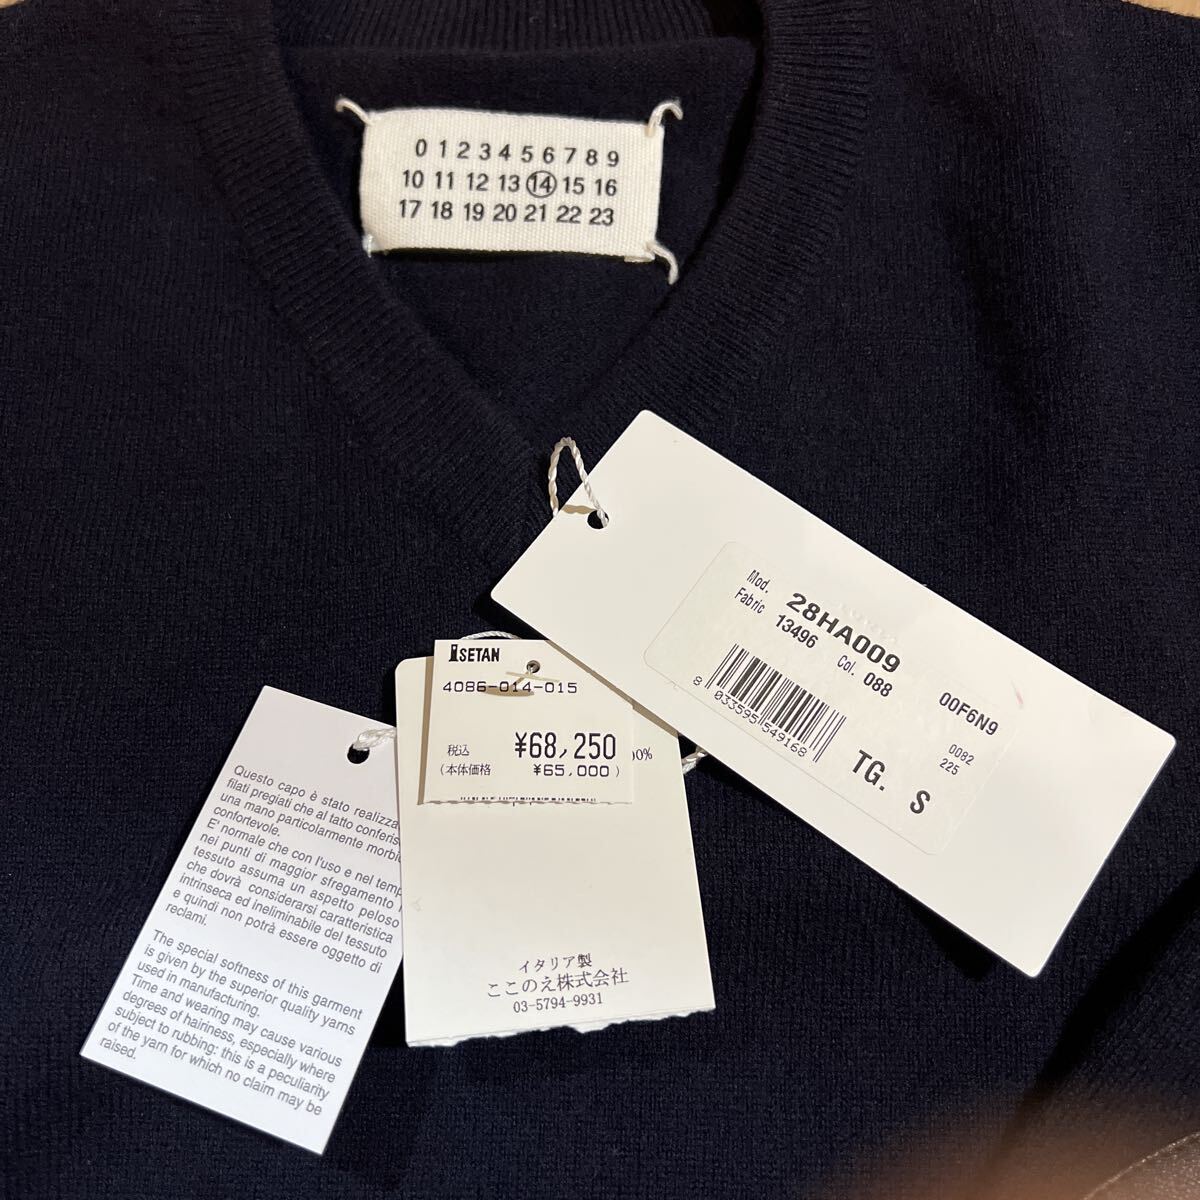 0 1 2 3 4 5 6 7 8 9
10 11 12 13 14 15 16
17 18 19 20 21 22 23
Mod. 28HA009
Fabric 13496 Col. 088
00F6N9
8 033595 549168
0082
225
TG. S
ISETAN
4086-014-015
税込 ¥68,250
(本体価格 ¥65,000)
00%
イタリア製
ここのえ株式会社
03-5794-9931
Questo capo è stato realizza
filati pregiati che al tatto conferis
una mano particolarmente morbid
confortevole.
E' normale che con l'uso e nel temp
nei punti di maggior sfregamento i
tessuto assuma un aspetto peloso
che dovrà considerarsi caratteristica
intrinseca ed ineliminabile del tessuto
e quindi non potrà essere oggetto di
reclami.
The special softness of this garment
is given by the superior quality yarns
used in manufacturing.
Time and wearing may cause various
degrees of hairiness, especially where
subject to rubbing: this is a peculiarity
of the yarn for which no claim may be
raised.